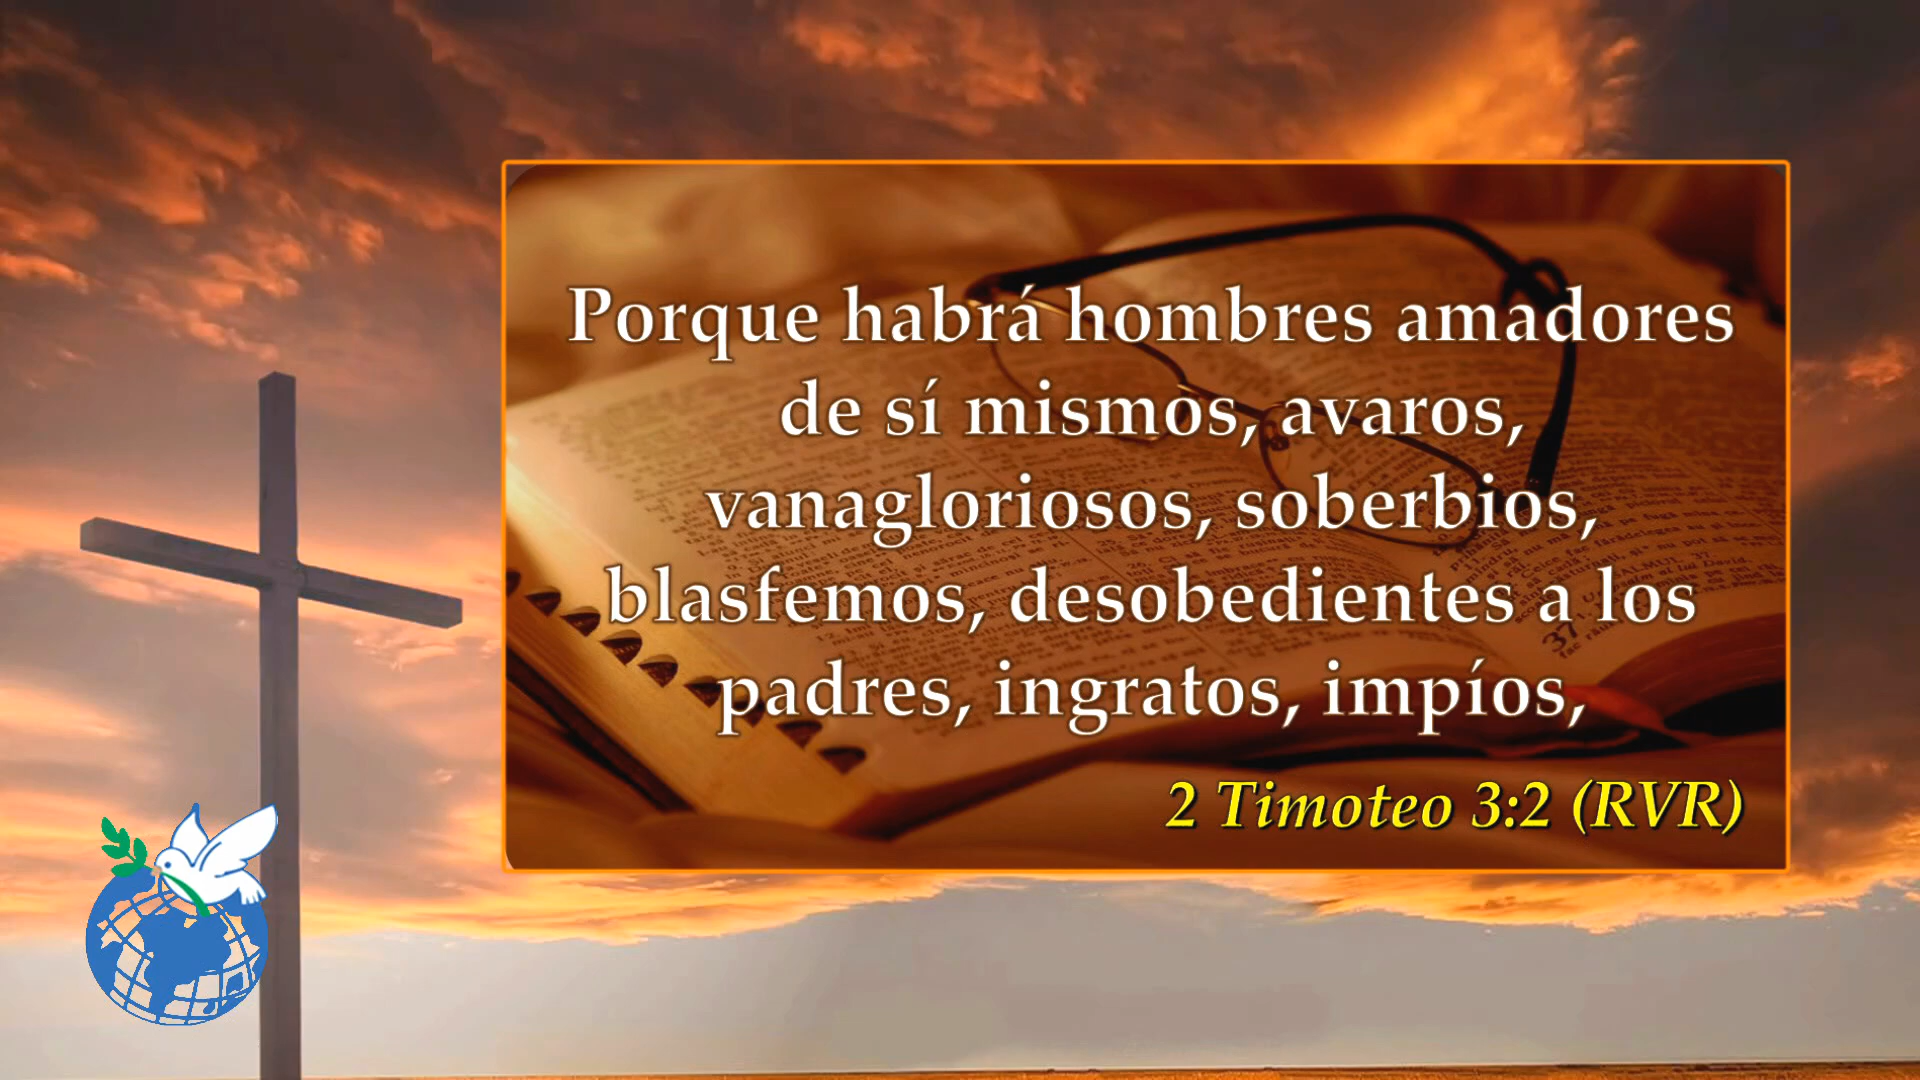 Porque habrá hombres amadores
de sí mismos, avaros,
vanagloriosos, soberbios,
blasfemos, desobedientes a los
padres, ingratos, impíos,
2 Timoteo 3:2 (RVR)